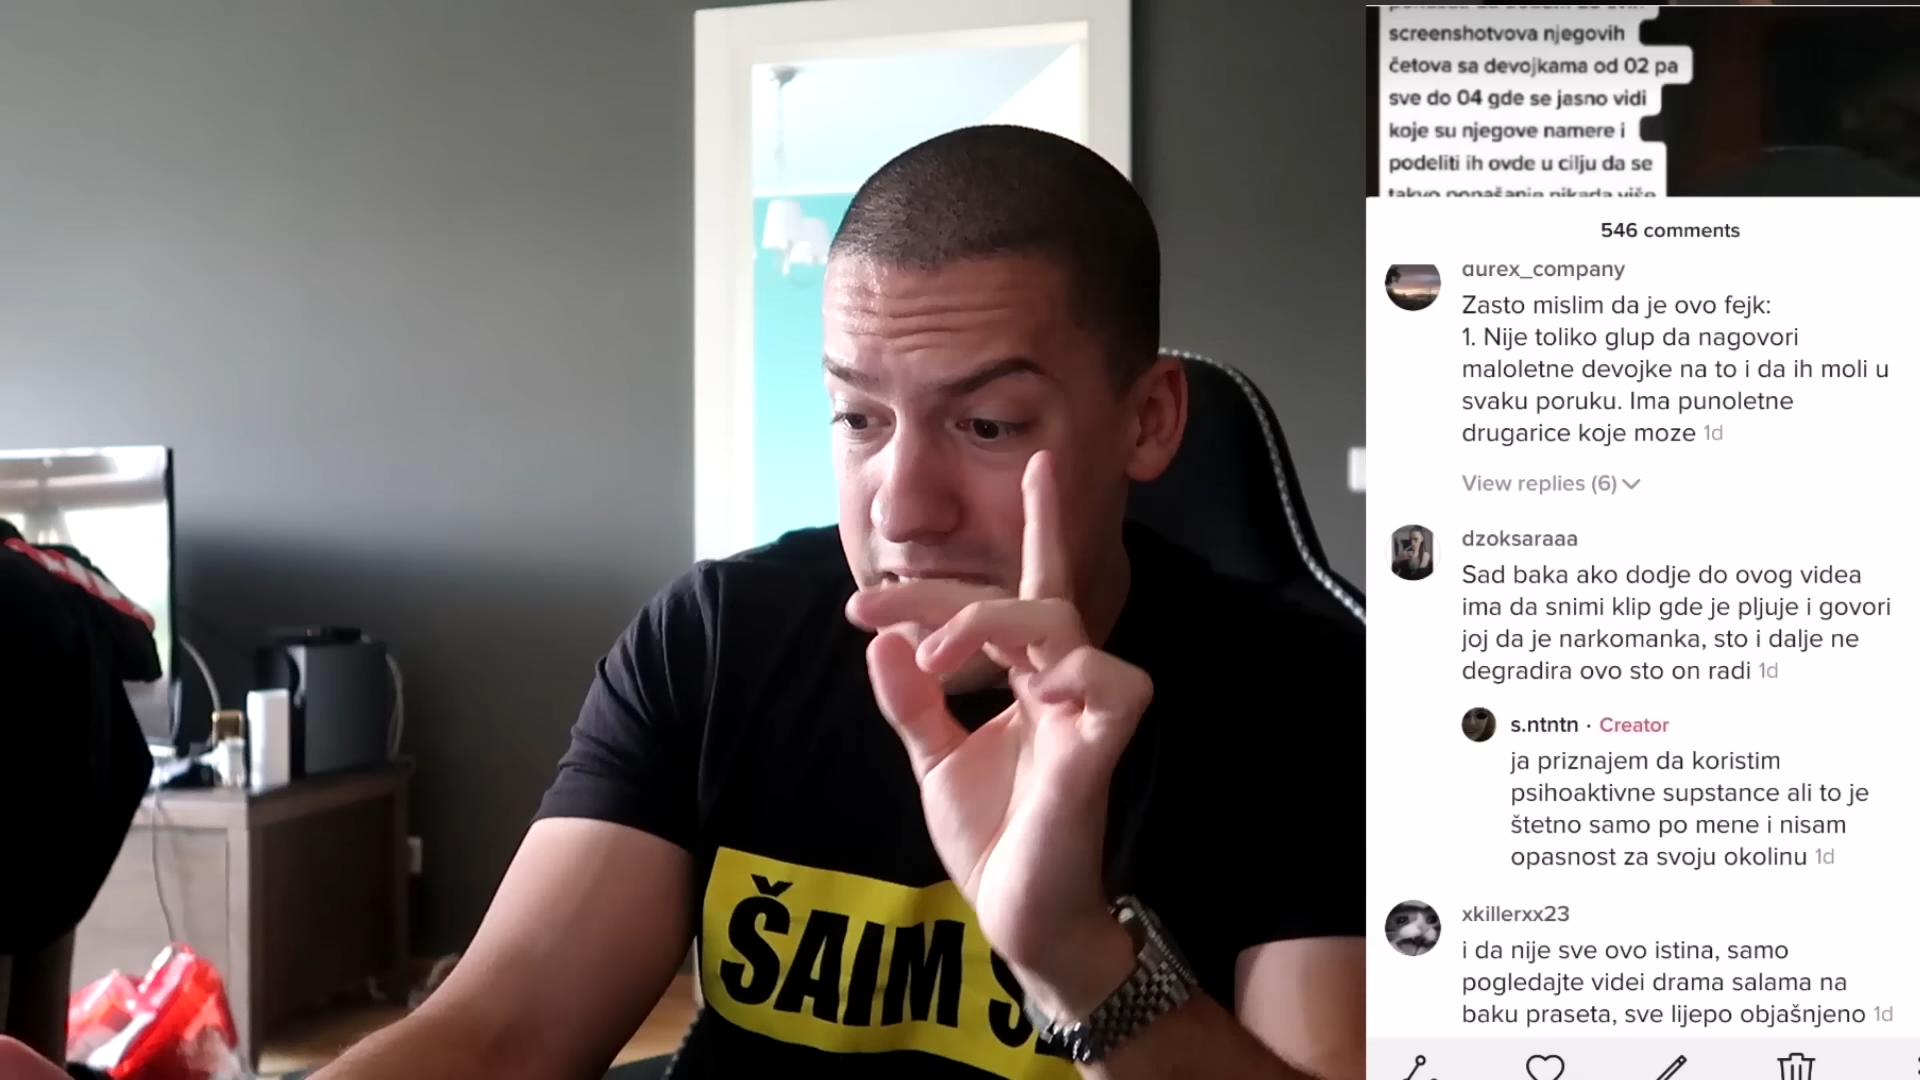 screenshotvova njegovih
četova sa devojkama od 02 pa
sve do 04 gde se jasno vidi
koje su njegove namere i
podeliti ih ovde u cilju da se
takvo ponašanje nikada više
546 comments
durex_company
Zasto mislim da je ovo fejk:
1. Nije toliko glup da nagovori
maloletne devojke na to i da ih moli u
svaku poruku. Ima punoletne
drugarice koje moze 1d
View replies (6)
dzoksaraaa
Sad baka ako dodje do ovog videa
ima da snimi klip gde je pljuje i govori
joj da je narkomanka, sto i dalje ne
degradira ovo sto on radi 1d
s.ntntn · Creator
ja priznajem da koristim
psihoaktivne supstance ali to je
štetno samo po mene i nisam
opasnost za svoju okolinu 1d
xkillerxx23
i da nije sve ovo istina, samo
pogledajte videi drama salama na
baku praseta, sve lijepo objašnjeno 1d
ŠAIM